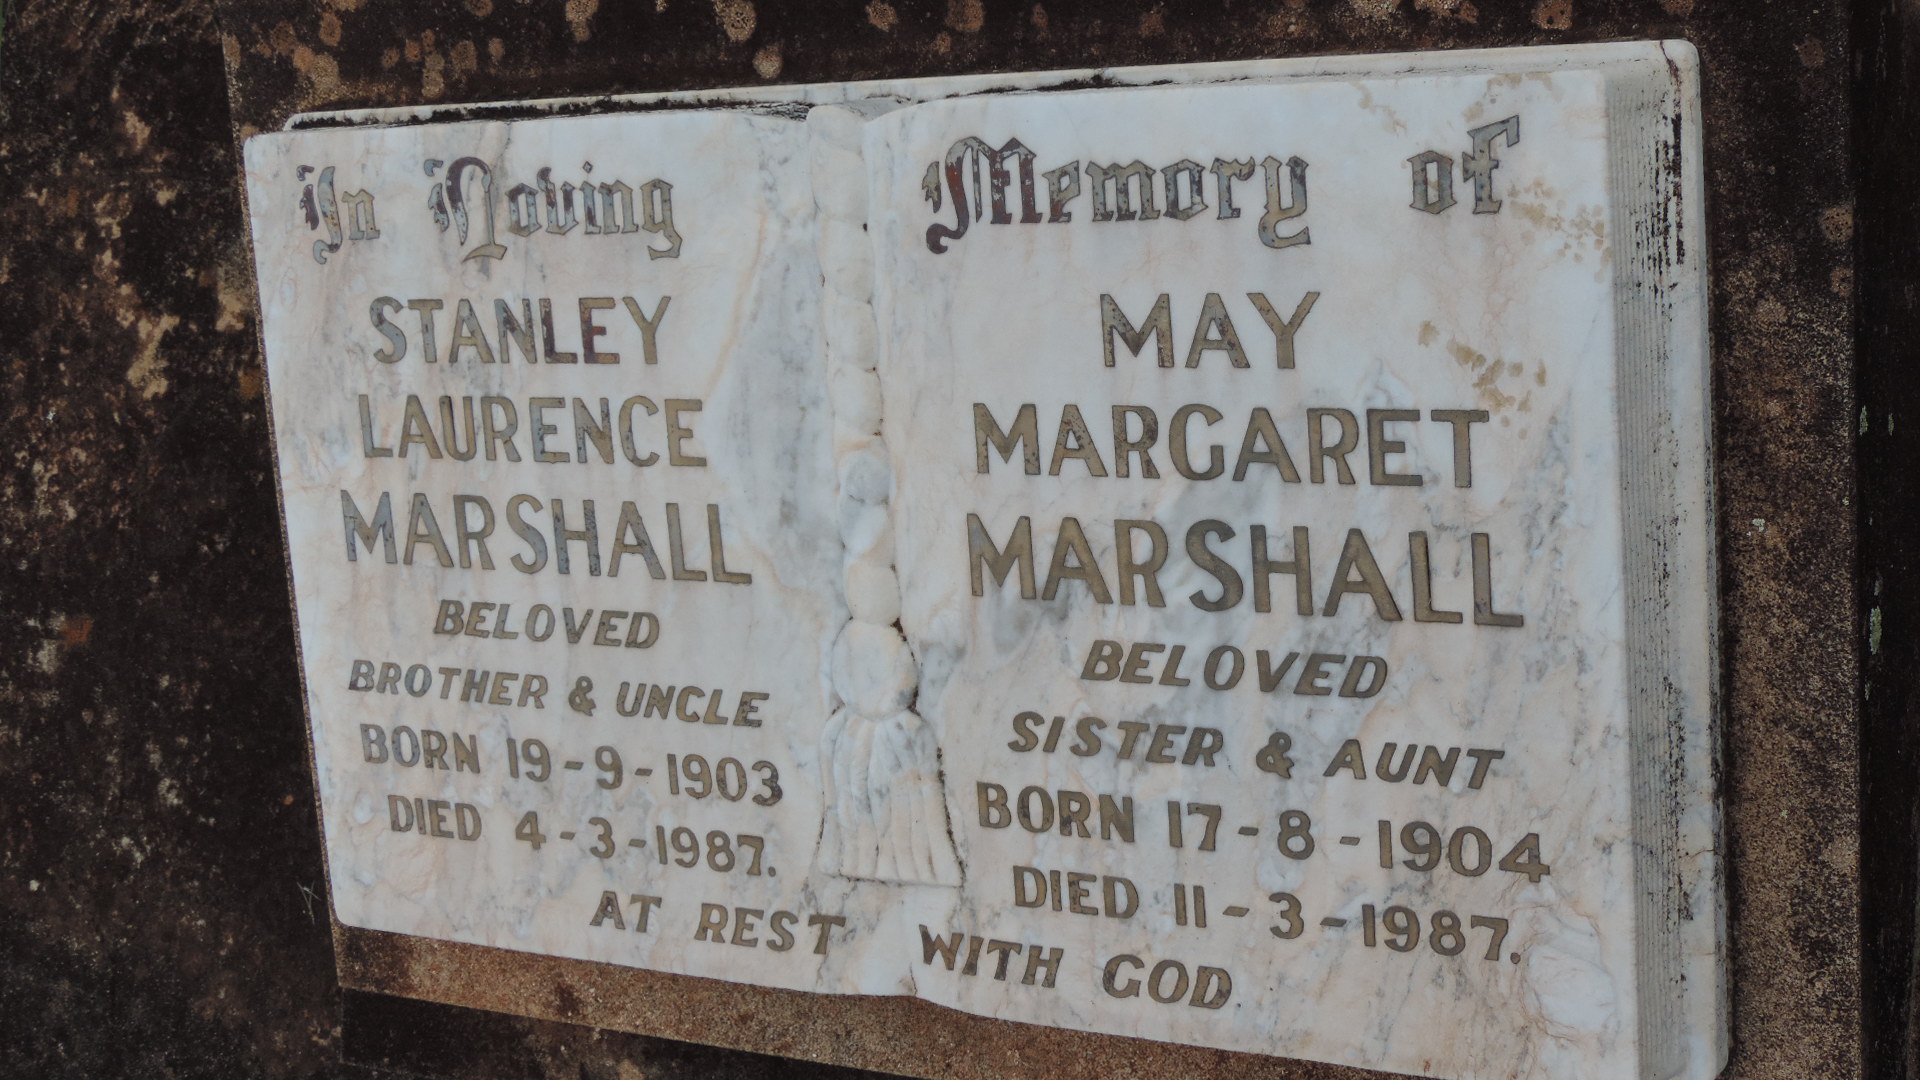 In Loving Memory of
STANLEY
LAURENCE
MARSHALL
BELOVED
BROTHER & UNCLE
BORN 19-9-1903
DIED 4-3-1987.
MAY
MARGARET
MARSHALL
BELOVED
SISTER & AUNT
BORN 17-8-1904
DIED 11-3-1987.
AT REST WITH GOD